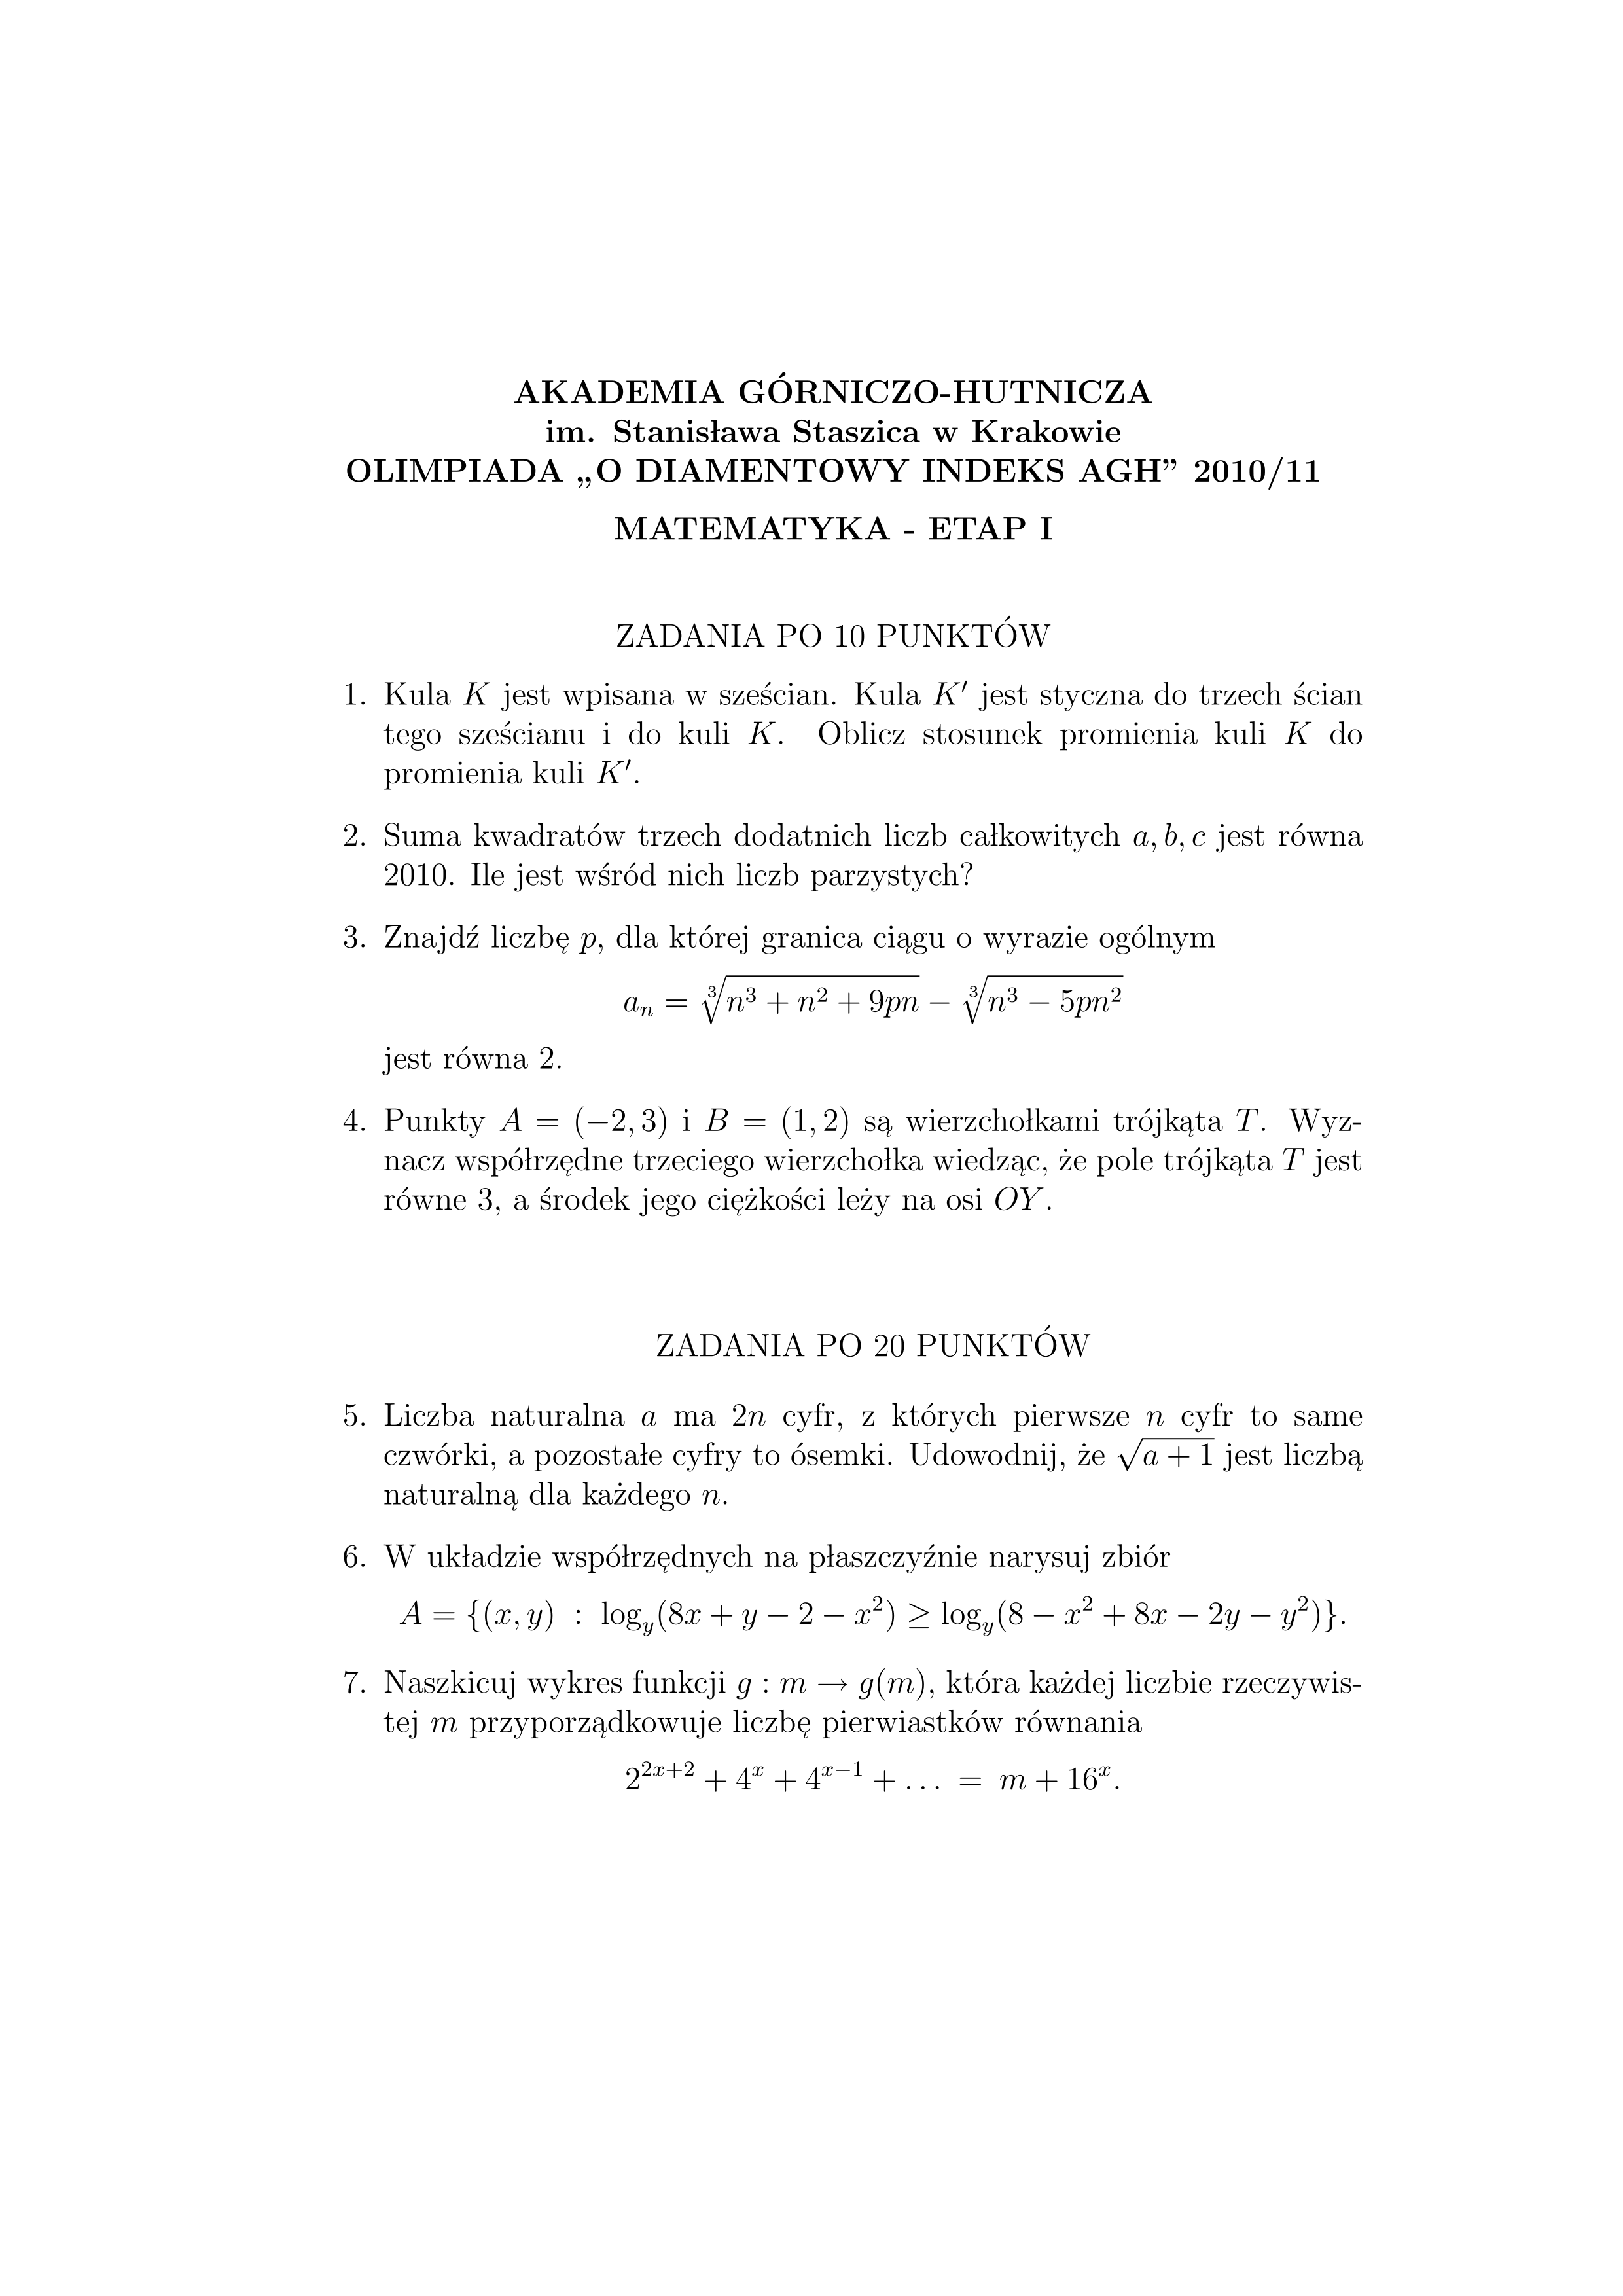 AKADEMIA GÓRNICZO-HUTNICZA
im. Stanisława Staszica w Krakowie
OLIMPIADA „O DIAMENTOWY INDEKS AGH” 2010/11
MATEMATYKA - ETAP I
ZADANIA PO 10 PUNKTÓW
1. Kula K jest wpisana w sześcian. Kula K′ jest styczna do trzech ścian
tego sześcianu i do kuli K. Oblicz stosunek promienia kuli K do
promienia kuli K′.
2. Suma kwadratów trzech dodatnich liczb całkowitych a, b, c jest równa
2010. Ile jest wśród nich liczb parzystych?
3. Znajdź liczbę p, dla której granica ciągu o wyrazie ogólnym
$a_n = \sqrt[3]{n^3 + n^2 + 9pn} - \sqrt[3]{n^3 - 5pn^2}$
jest równa 2.
4. Punkty A = (−2, 3) i B = (1, 2) są wierzchołkami trójkąta T. Wyz-
nacz współrzędne trzeciego wierzchołka wiedząc, że pole trójkąta T jest
równe 3, a środek jego ciężkości leży na osi OY.
ZADANIA PO 20 PUNKTÓW
5. Liczba naturalna a ma 2n cyfr, z których pierwsze n cyfr to same
czwórki, a pozostałe cyfry to ósemki. Udowodnij, że $\sqrt{a + 1}$ jest liczbą
naturalną dla każdego n.
6. W układzie współrzędnych na płaszczyźnie narysuj zbiór
$A = \{(x, y) : \log_y(8x + y - 2 - x^2) \geq \log_y(8 - x^2 + 8x - 2y - y^2)\}.$
7. Naszkicuj wykres funkcji g : m → g(m), która każdej liczbie rzeczywis-
tej m przyporządkowuje liczbę pierwiastków równania
$2^{2x+2} + 4^x + 4^{x-1} + \ldots = m + 16^x.$